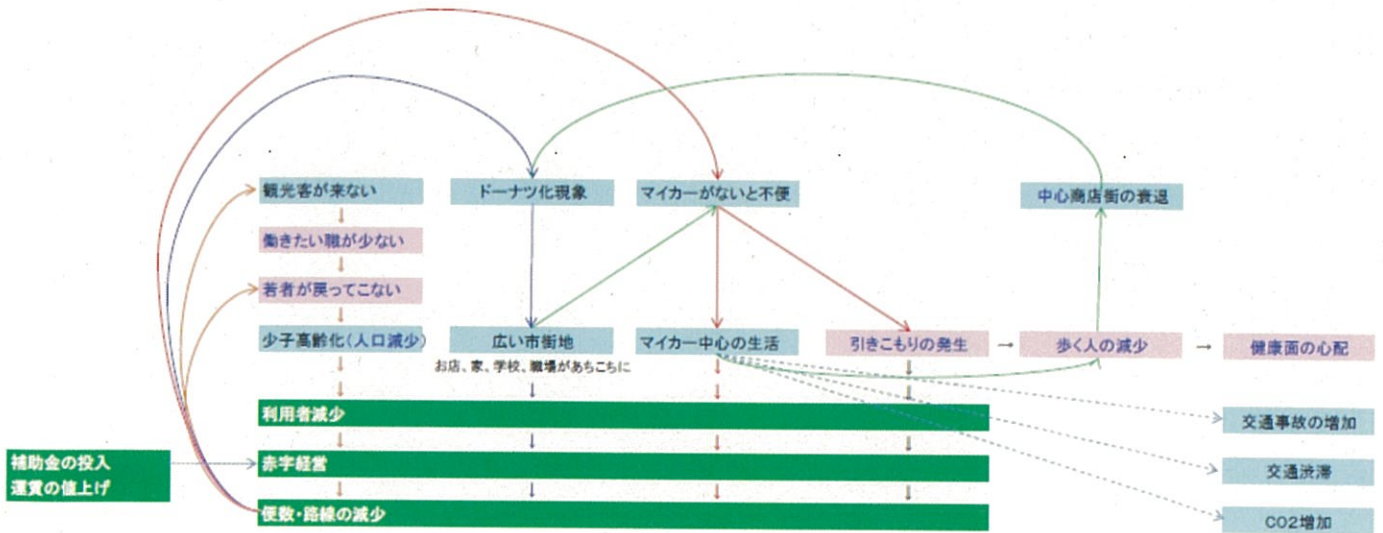 観光客が来ない
ドーナツ化現象
マイカーがないと不便
中心商店街の衰退
働きたい職が少ない
若者が戻ってこない
少子高齢化(人口減少)
広い市街地
マイカー中心の生活
引きこもりの発生
→
歩く人の減少
→
健康面の心配
お店、家、学校、職場があちこちに
利用者減少
交通事故の増加
補助金の投入
運賃の値上げ
赤字経営
交通渋滞
便数・路線の減少
CO2増加